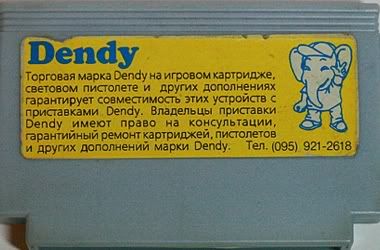 Dendy
Торговая марка Dendy на игровом картридже,
световом пистолете и других дополнениях
гарантирует совместимость этих устройств с
приставками Dendy. Владельцы приставки
Dendy имеют право на консультации,
гарантийный ремонт картриджей, пистолетов
и других дополнений марки Dendy. Тел. (095) 921-2618